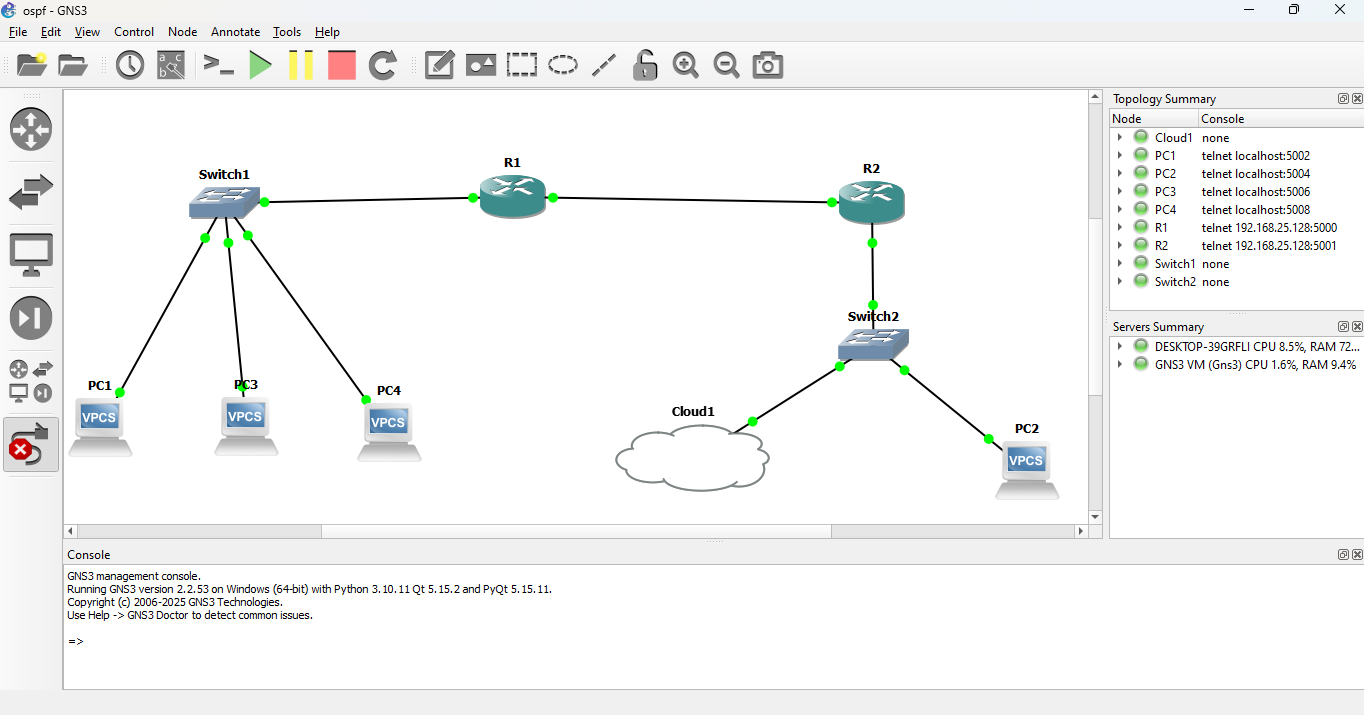 ospf - GNS3
File Edit View Control Node Annotate Tools Help
Topology Summary
Node Console
Cloud1 none
PC1 telnet localhost:5002
PC2 telnet localhost:5004
PC3 telnet localhost:5006
PC4 telnet localhost:5008
R1 telnet 192.168.25.128:5000
R2 telnet 192.168.25.128:5001
Switch1 none
Switch2 none
Servers Summary
DESKTOP-39GRFLI CPU 8.5%, RAM 72...
GNS3 VM (Gns3) CPU 1.6%, RAM 9.4%
R1
R2
Switch1
Switch2
PC1
PC3
PC4
VPCS
VPCS
VPCS
Cloud1
PC2
VPCS
Console
GNS3 management console.
Running GNS3 version 2.2.53 on Windows (64-bit) with Python 3.10.11 Qt 5.15.2 and PyQt 5.15.11.
Copyright (c) 2006-2025 GNS3 Technologies.
Use Help -> GNS3 Doctor to detect common issues.
=>